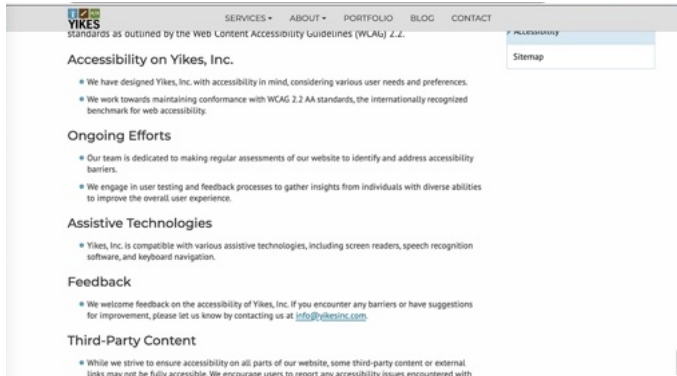 YIKES
SERVICES ABOUT PORTFOLIO BLOG CONTACT
standards as outlined by the Web Content Accessibility Guidelines (WCAG) 2.2.
Accessibility
Sitemap
Accessibility on Yikes, Inc.
We have designed Yikes, Inc. with accessibility in mind, considering various user needs and preferences.
We work towards maintaining conformance with WCAG 2.2 AA standards, the internationally recognized
benchmark for web accessibility.
Ongoing Efforts
Our team is dedicated to making regular assessments of our website to identify and address accessibility
barriers.
We engage in user testing and feedback processes to gather insights from individuals with diverse abilities
to improve the overall user experience.
Assistive Technologies
Yikes, Inc. is compatible with various assistive technologies, including screen readers, speech recognition
software, and keyboard navigation.
Feedback
We welcome feedback on the accessibility of Yikes, Inc. If you encounter any barriers or have suggestions
for improvement, please let us know by contacting us at info@yikesinc.com.
Third-Party Content
While we strive to ensure accessibility on all parts of our website, some third-party content or external
links may not be fully accessible. We encourage users to report any accessibility issues encountered with